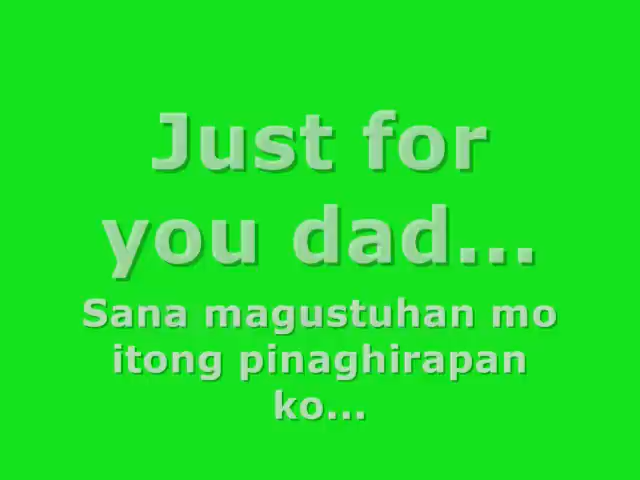 Just for
you dad...
Sana magustuhan mo
itong pinaghirapan
ko...